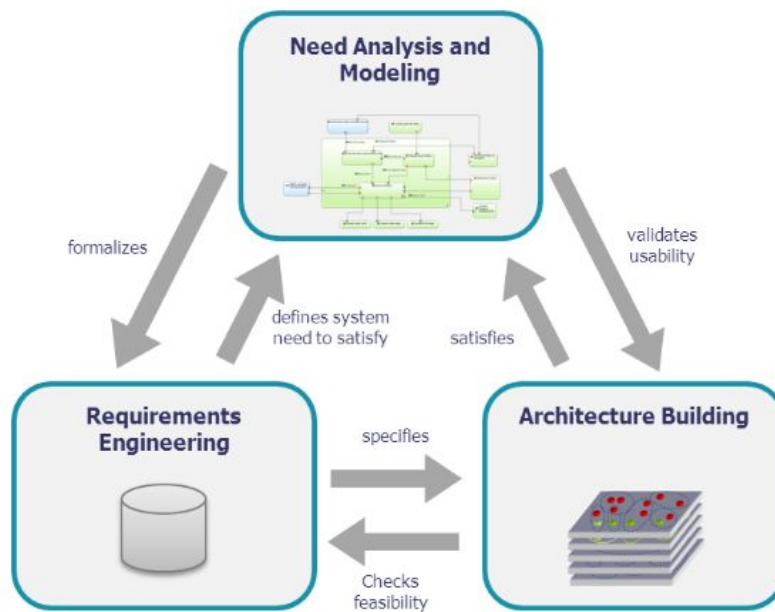 Need Analysis and
Modeling
formalizes
validates
usability
defines system
need to satisfy
satisfies
Requirements
Engineering
specifies
Architecture Building
Checks
feasibility